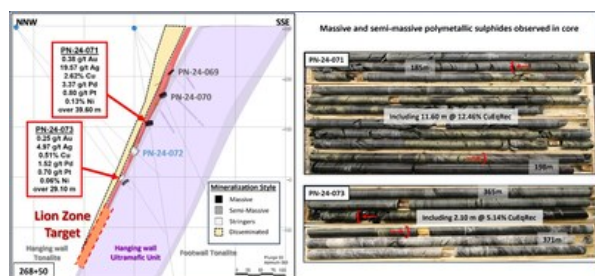 NNW
SSE
PN-24-071
0.38 g/t Au
19.57 g/t Ag
2.62% Cu
3.37 g/t Pd
0.80 g/t Pt
0.13% Ni
over 39.60 m
PN-24-069
PN-24-070
PN-24-073
0.25 g/t Au
4.97 g/t Ag
0.51% Cu
1.52 g/t Pd
0.70 g/t Pt
0.06% Ni
over 29.10 m
PN-24-072
Lion Zone
Target
Hanging wall
Tonalite
Hanging wall
Ultramafic Unit
Footwall Tonalite
Mineralization Style
Massive
Semi-Massive
Stringers
Disseminated
268+50
Massive and semi-massive polymetallic sulphides observed in core
PN-24-071
185m
Including 11.60 m @ 12.46% CuEqRec
198m
PN-24-073
365m
Including 2.10 m @ 5.14% CuEqRec
371m